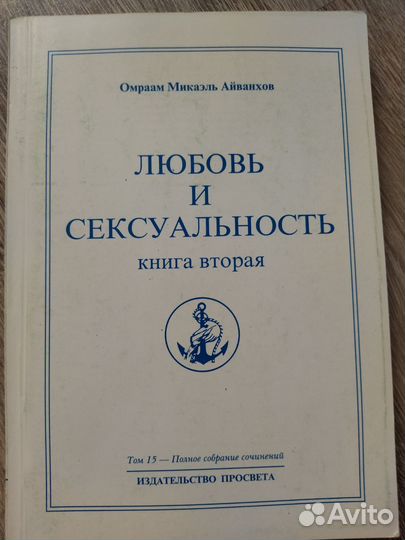 Омраам Микаэль Айванхов
ЛЮБОВЬ
И
СЕКСУАЛЬНОСТЬ
книга вторая
Том 15 — Полное собрание сочинений
ИЗДАТЕЛЬСТВО ПРОСВЕТА
Avito